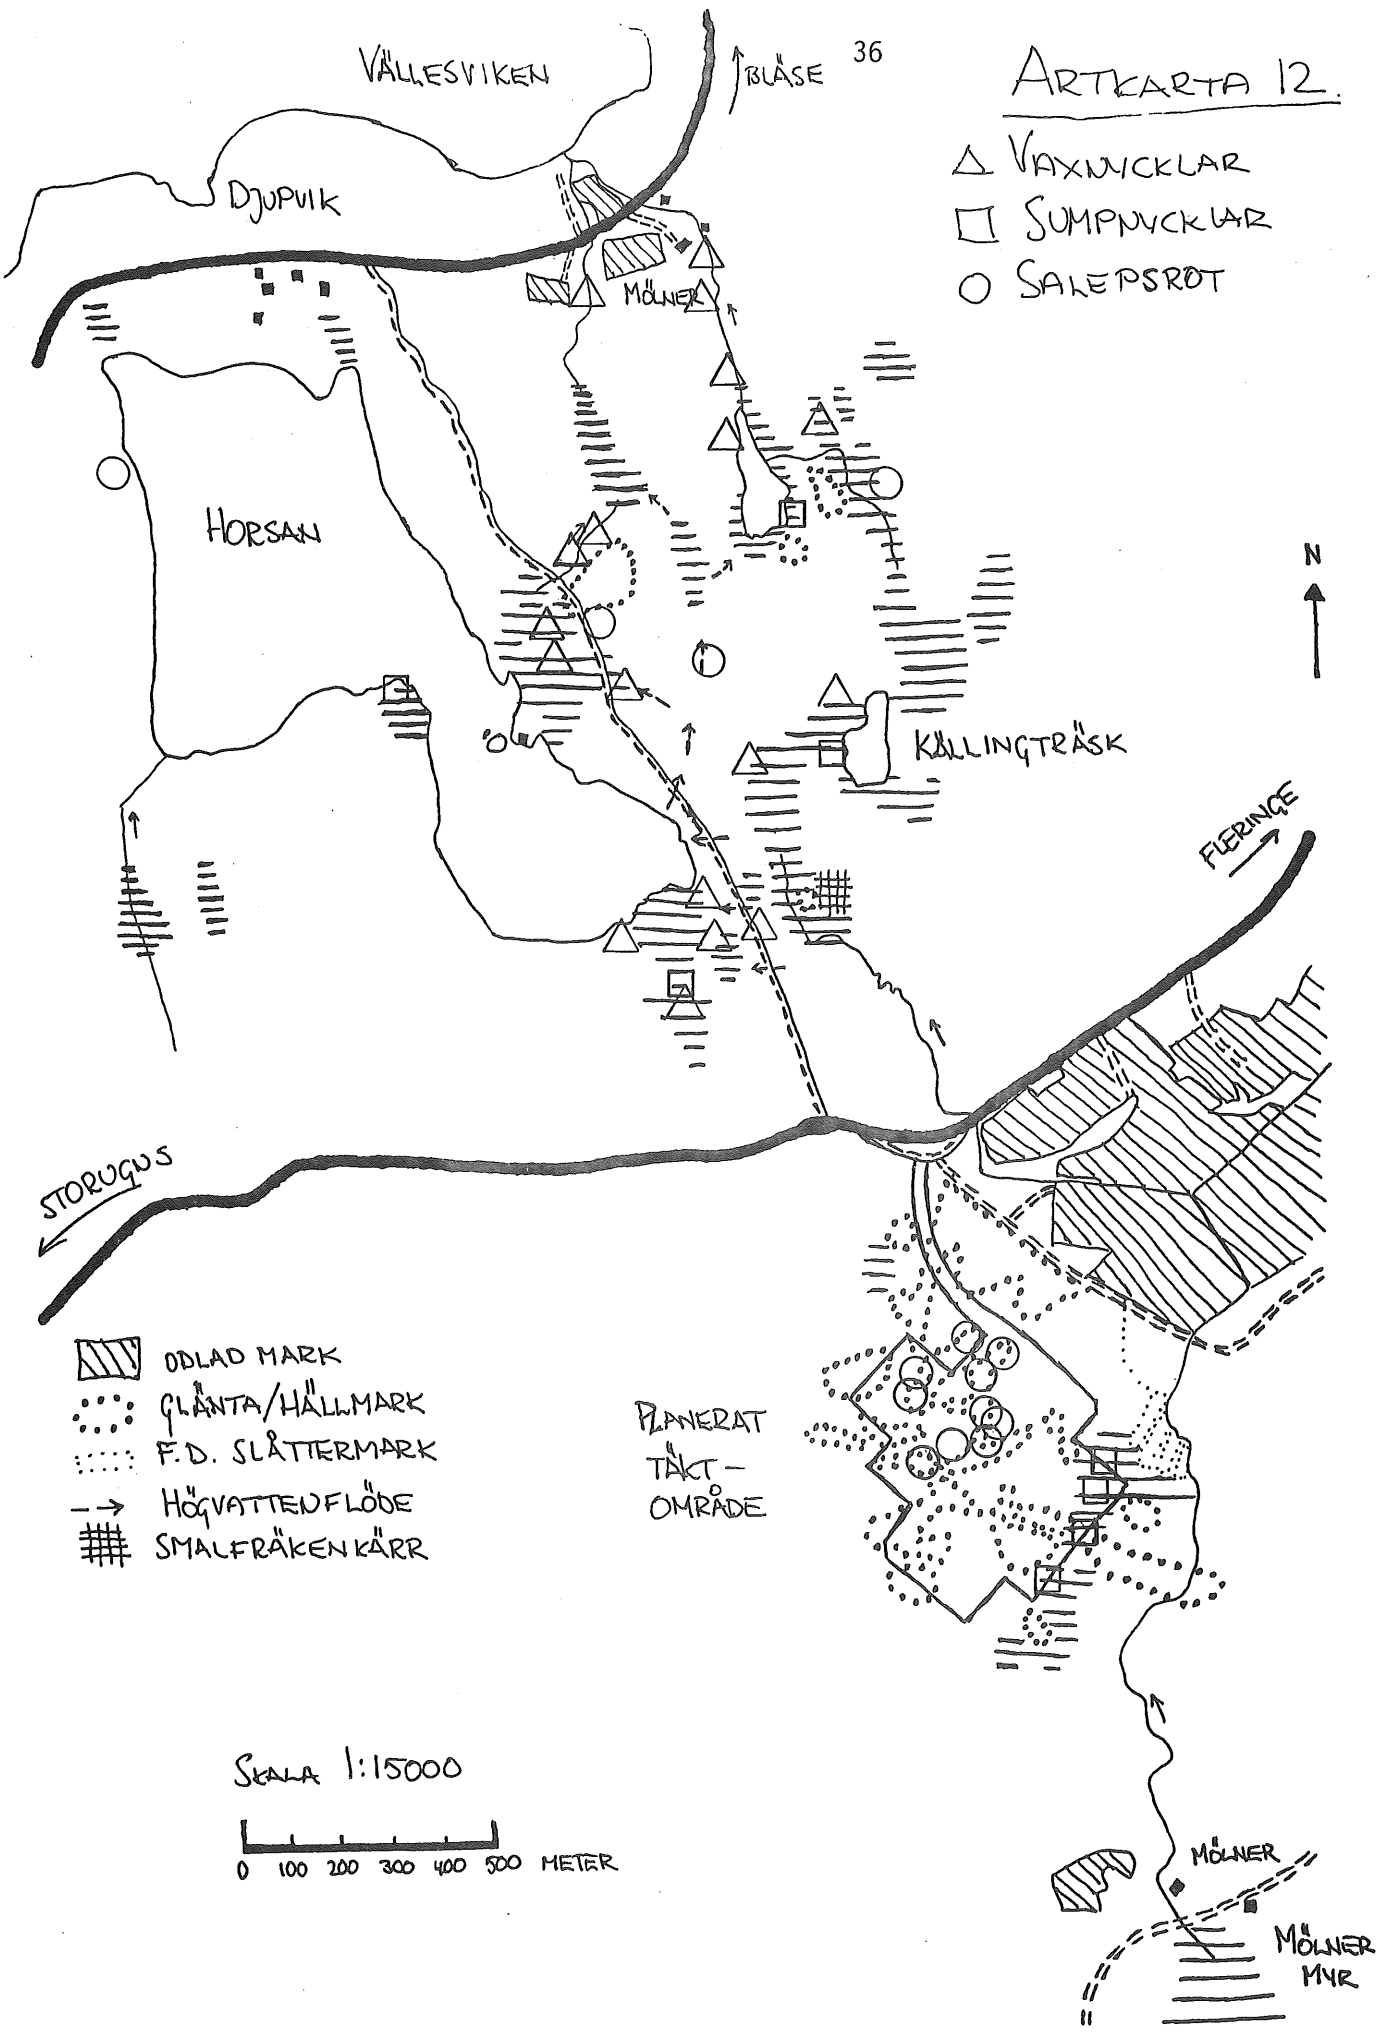 36
VÄLLESVIKEN
BLÄSE
ARTKARTA 12.
VAXNYCKLAR
SUMPNYCKLAR
SALEPSROT
DJUPVIK
MÖLNER
HORSAN
N
'O
KÄLLINGTRÄSK
FLERINGE
STORUGNS
ODLAD MARK
GLÄNTA/HÄLLMARK
F.D. SLÅTTERMARK
HÖGVATTENFLÖDE
SMALFRÄKENKÄRR
PLANERAT
TÄKT-
OMRÅDE
SKALA 1:15000
0 100 200 300 400 500 METER
MÖLNER
MÖLNER
MYR